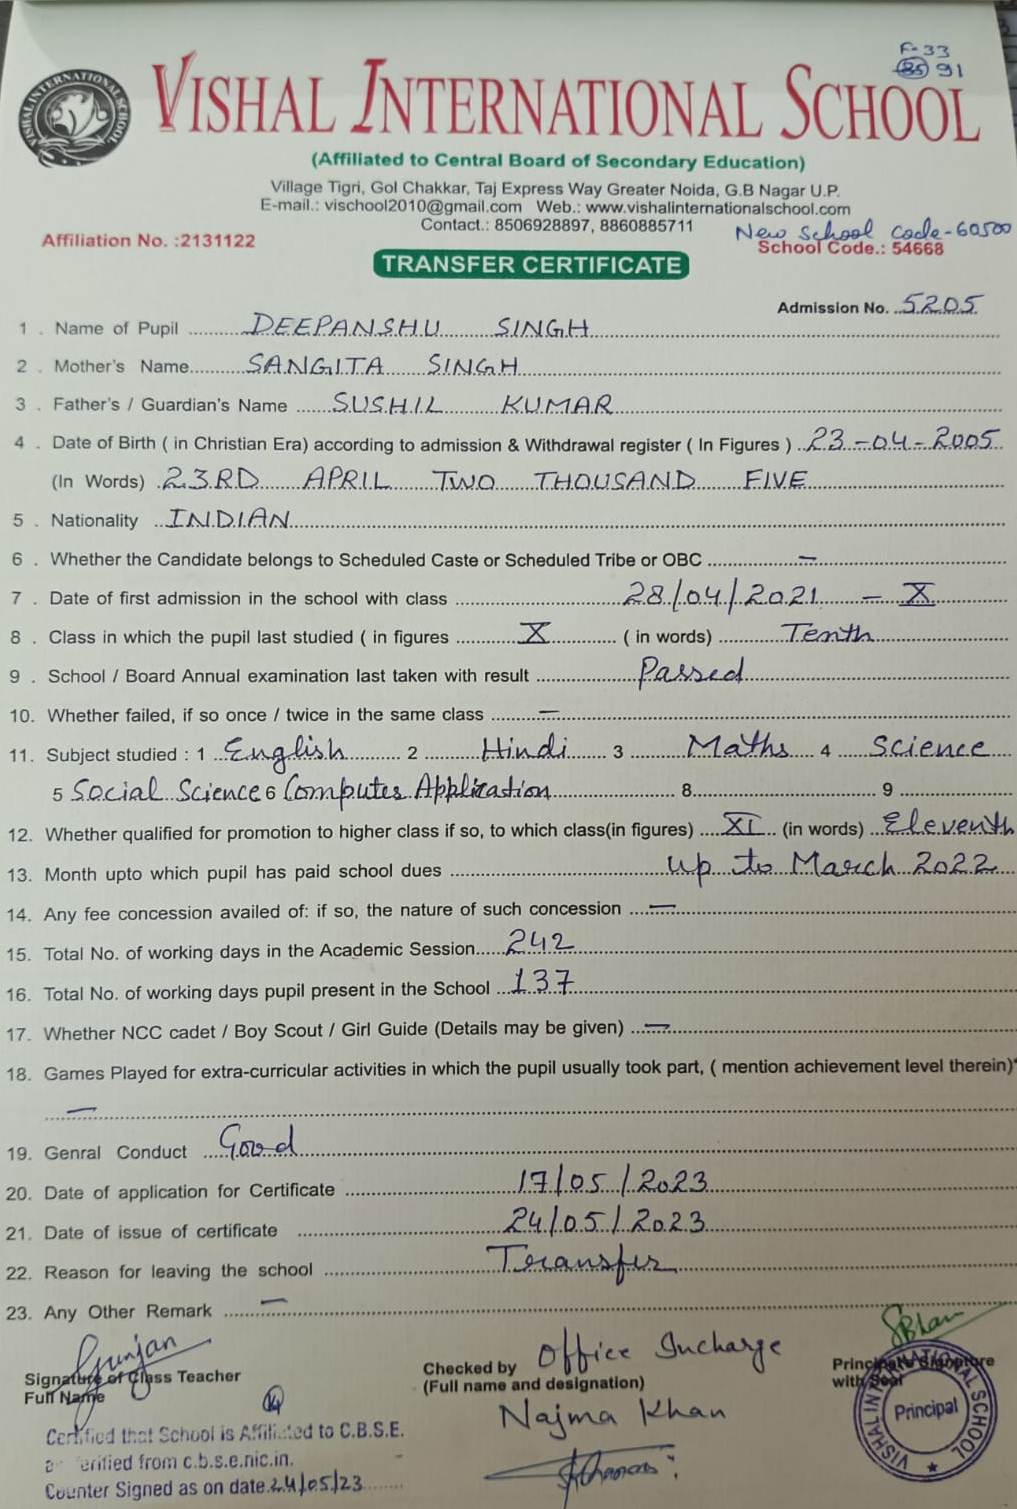 F-33
85 91
VISHAL INTERNATIONAL SCHOOL
(Affiliated to Central Board of Secondary Education)
Village Tigri, Gol Chakkar, Taj Express Way Greater Noida, G.B Nagar U.P.
E-mail.: vischool2010@gmail.com Web.: www.vishalinternationalschool.com
Contact.: 8506928897, 8860885711
New School Code-60500
Affiliation No. :2131122 School Code.: 54668
TRANSFER CERTIFICATE
Admission No. 5205
1 . Name of Pupil DEEPANSHU SINGH
2 . Mother's Name SANGITA SINGH
3 . Father's / Guardian's Name SUSHIL KUMAR
4 . Date of Birth ( in Christian Era) according to admission & Withdrawal register ( In Figures ) 23-04-2005
(In Words) 23RD APRIL TWO THOUSAND FIVE
5 . Nationality INDIAN
6 . Whether the Candidate belongs to Scheduled Caste or Scheduled Tribe or OBC —
7 . Date of first admission in the school with class 28/04/2021 — X
8 . Class in which the pupil last studied ( in figures X ( in words) Tenth
9 . School / Board Annual examination last taken with result Passed
10. Whether failed, if so once / twice in the same class —
11. Subject studied : 1 English 2 Hindi 3 Maths 4 Science
5 Social Science 6 Computer Application 8 9
12. Whether qualified for promotion to higher class if so, to which class(in figures) XI (in words) Eleventh
13. Month upto which pupil has paid school dues up to March 2022
14. Any fee concession availed of: if so, the nature of such concession —
15. Total No. of working days in the Academic Session 242
16. Total No. of working days pupil present in the School 137
17. Whether NCC cadet / Boy Scout / Girl Guide (Details may be given) —
18. Games Played for extra-curricular activities in which the pupil usually took part, ( mention achievement level therein)*
—
19. Genral Conduct Good
20. Date of application for Certificate 17/05/2023
21. Date of issue of certificate 24/05/2023
22. Reason for leaving the school Transfer
23. Any Other Remark —
Gunjan
Signature of Class Teacher
Full Name
Checked by Office Incharge
(Full name and designation)
Najma Khan
Principal's Signature
with Seal
VISHAL INTERNATIONAL SCHOOL
Principal
Certified that School is Affiliated to C.B.S.E.
verified from c.b.s.e.nic.in.
Counter Signed as on date 24/05/23